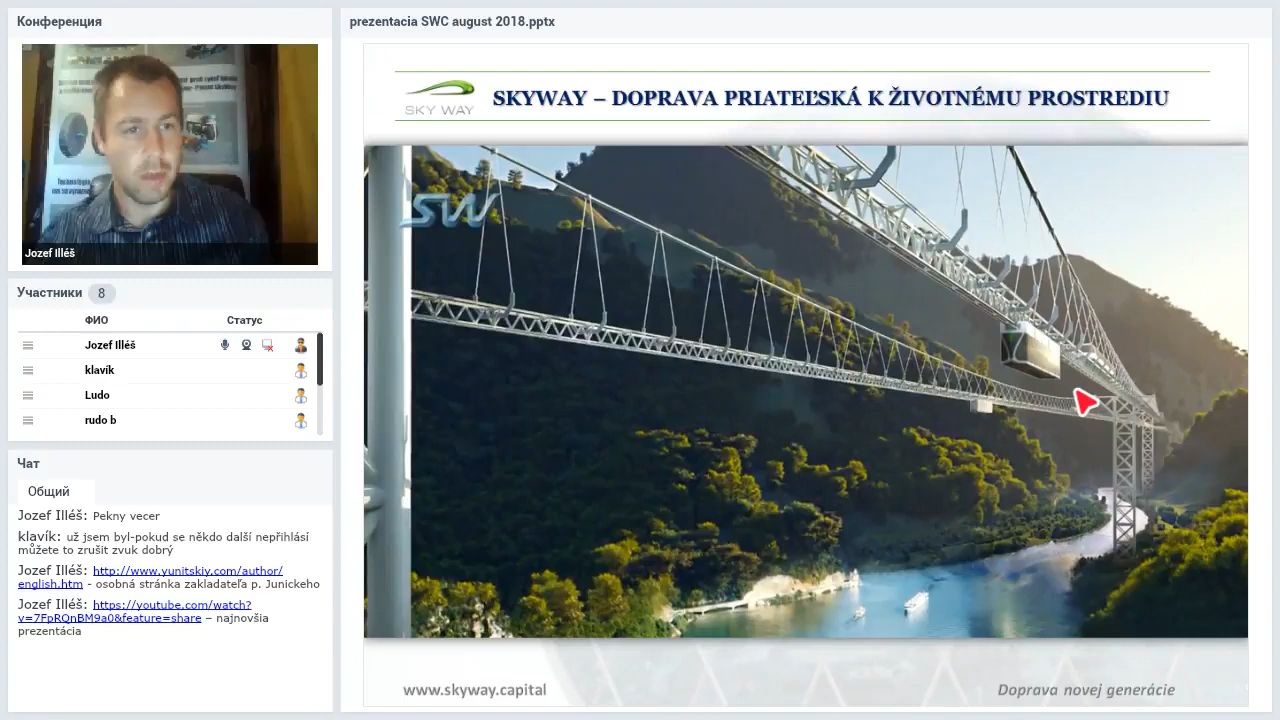 Конференция
Jozef Illéš
Участники 8
ФИО Статус
Jozef Illéš
klavík
Ludo
rudo b
Чат
Общий
Jozef Illéš: Pekny vecer
klavík: už jsem byl-pokud se někdo další nepřihlásí
můžete to zrušit zvuk dobrý
Jozef Illéš: http://www.yunitskiy.com/author/
english.htm - osobná stránka zakladateľa p. Junickeho
Jozef Illéš: https://youtube.com/watch?
v=7FpRQnBM9a0&feature=share – najnovšia
prezentácia
prezentacia SWC august 2018.pptx
SKY WAY
SKYWAY – DOPRAVA PRIATEĽSKÁ K ŽIVOTNÉMU PROSTREDIU
SW
www.skyway.capital
Doprava novej generácie